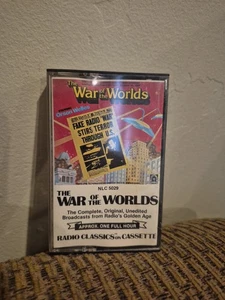 The
War of the
Worlds
Orson Welles
FAKE RADIO 'WAR'
STIRS TERROR
THROUGH U.S.
NLC 5029
THE
WAR OF THE
WORLDS
The Complete, Original, Unedited
Broadcasts from Radio's Golden Age
APPROX. ONE FULL HOUR
RADIO CLASSICS ON CASSETTE